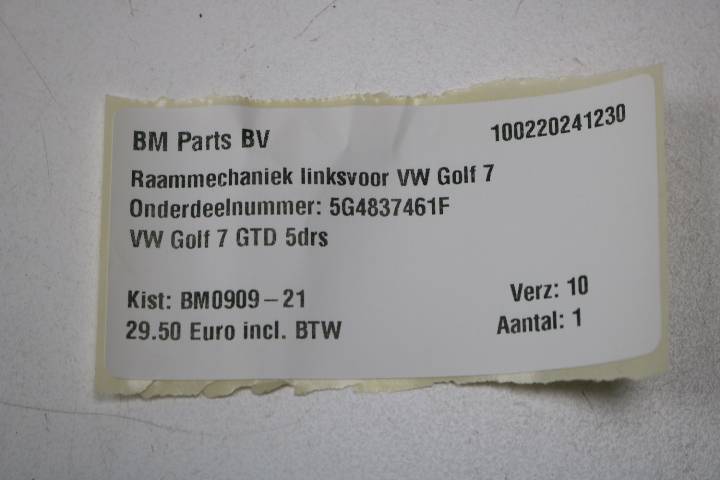 BM Parts BV 100220241230
Raammechaniek linksvoor VW Golf 7
Onderdeelnummer: 5G4837461F
VW Golf 7 GTD 5drs
Kist: BM0909-21 Verz: 10
29.50 Euro incl. BTW Aantal: 1